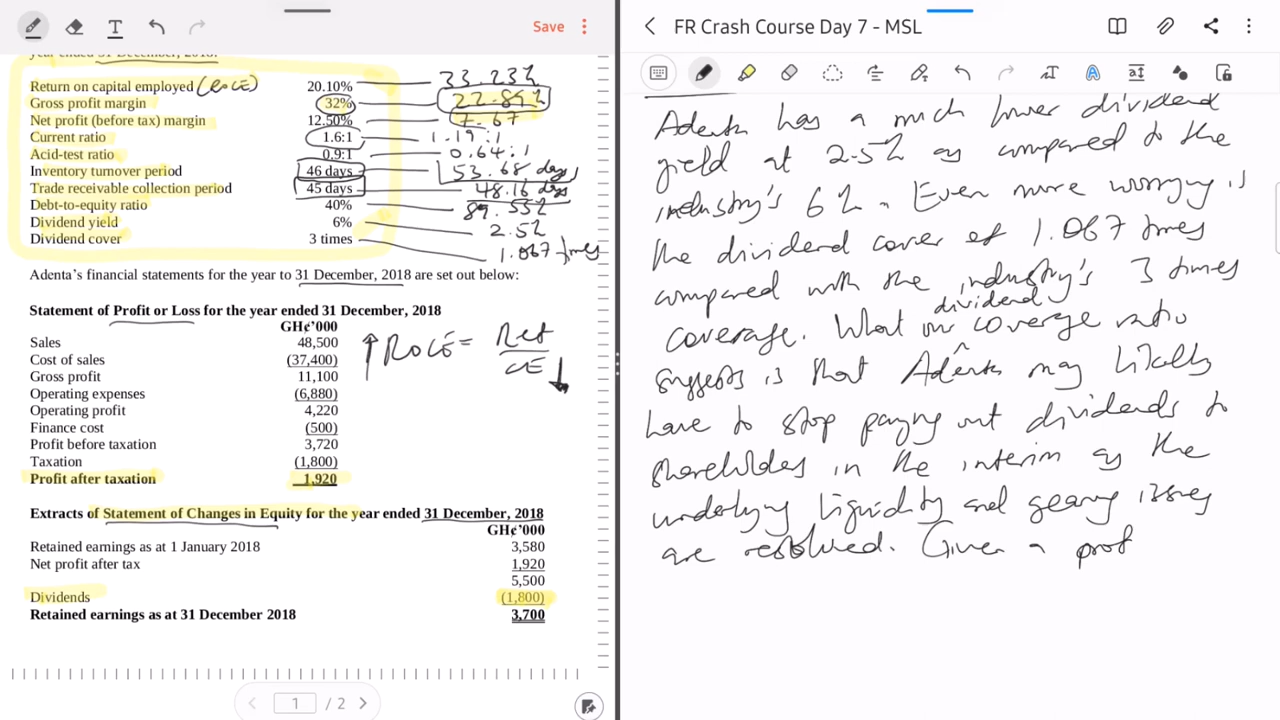 Save
year ended 31 December, 2018.
Return on capital employed (ROCE) 20.10% 33.23%
Gross profit margin 32% 22.89%
Net profit (before tax) margin 12.50% 7.67
Current ratio 1.6:1 1.19:1
Acid-test ratio 0.9:1 0.64:1
Inventory turnover period 46 days 53.68 days
Trade receivable collection period 45 days 48.16 days
Debt-to-equity ratio 40% 89.55%
Dividend yield 6% 2.5%
Dividend cover 3 times 1.067 times
Adenta's financial statements for the year to 31 December, 2018 are set out below:
Statement of Profit or Loss for the year ended 31 December, 2018
GH¢'000
Sales 48,500
Cost of sales (37,400)
Gross profit 11,100
Operating expenses (6,880)
Operating profit 4,220
Finance cost (500)
Profit before taxation 3,720
Taxation (1,800)
Profit after taxation 1,920
↑ROCE = Ret
CE↓
Extracts of Statement of Changes in Equity for the year ended 31 December, 2018
GH¢'000
Retained earnings as at 1 January 2018 3,580
Net profit after tax 1,920
5,500
Dividends (1,800)
Retained earnings as at 31 December 2018 3,700
1 / 2
FR Crash Course Day 7 - MSL
Adenta has a much lower dividend
yield at 2.5% as compared to the
industry's 6%. Even more worrying is
the dividend cover of 1.067 times
compared with the industry's 3 times
coverage. What our dividend coverage ratio
suggests is that Adenta may likely
have to stop paying out dividends to
shareholders in the interim as the
underlying liquidity and gearing issues
are resolved. Given a prof